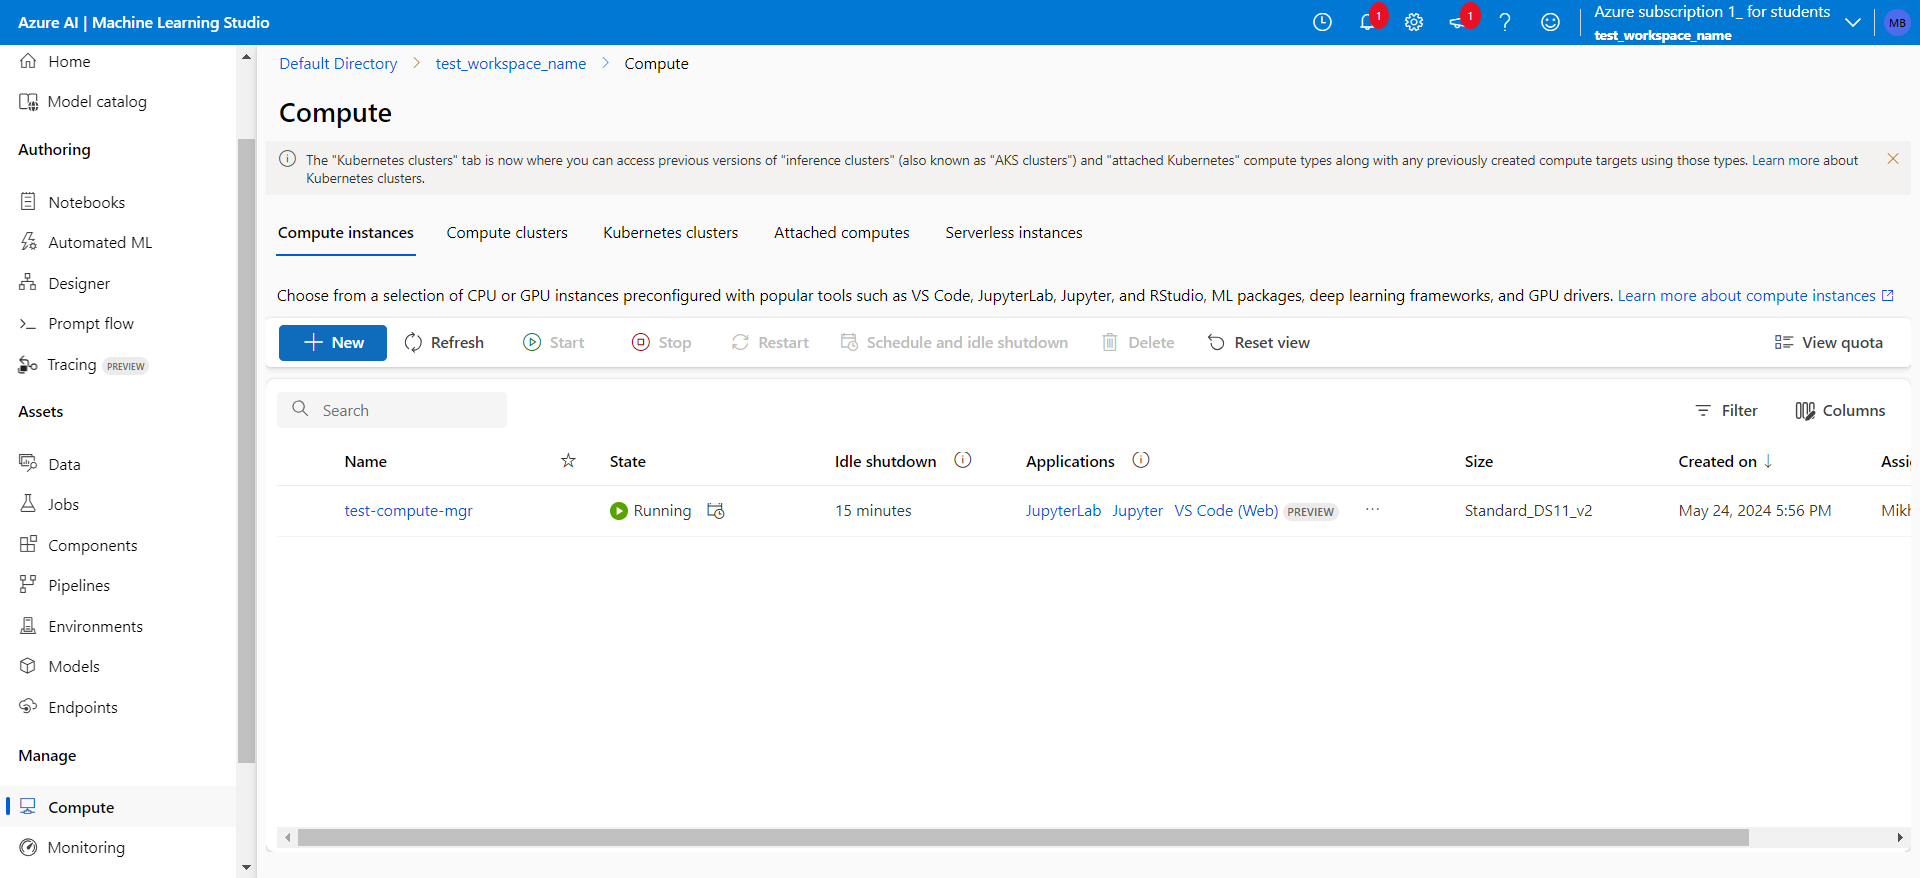 Azure AI | Machine Learning Studio
1
1
Azure subscription 1_ for students
test_workspace_name
MB
Home
Model catalog
Authoring
Notebooks
Automated ML
Designer
Prompt flow
Tracing PREVIEW
Assets
Data
Jobs
Components
Pipelines
Environments
Models
Endpoints
Manage
Compute
Monitoring
Default Directory > test_workspace_name > Compute
Compute
The "Kubernetes clusters" tab is now where you can access previous versions of "inference clusters" (also known as "AKS clusters") and "attached Kubernetes" compute types along with any previously created compute targets using those types. Learn more about
Kubernetes clusters.
Compute instances Compute clusters Kubernetes clusters Attached computes Serverless instances
Choose from a selection of CPU or GPU instances preconfigured with popular tools such as VS Code, JupyterLab, Jupyter, and RStudio, ML packages, deep learning frameworks, and GPU drivers. Learn more about compute instances
New Refresh Start Stop Restart Schedule and idle shutdown Delete Reset view View quota
Search Filter Columns
Name State Idle shutdown Applications Size Created on Assi
test-compute-mgr Running 15 minutes JupyterLab Jupyter VS Code (Web) PREVIEW ... Standard_DS11_v2 May 24, 2024 5:56 PM Mikh